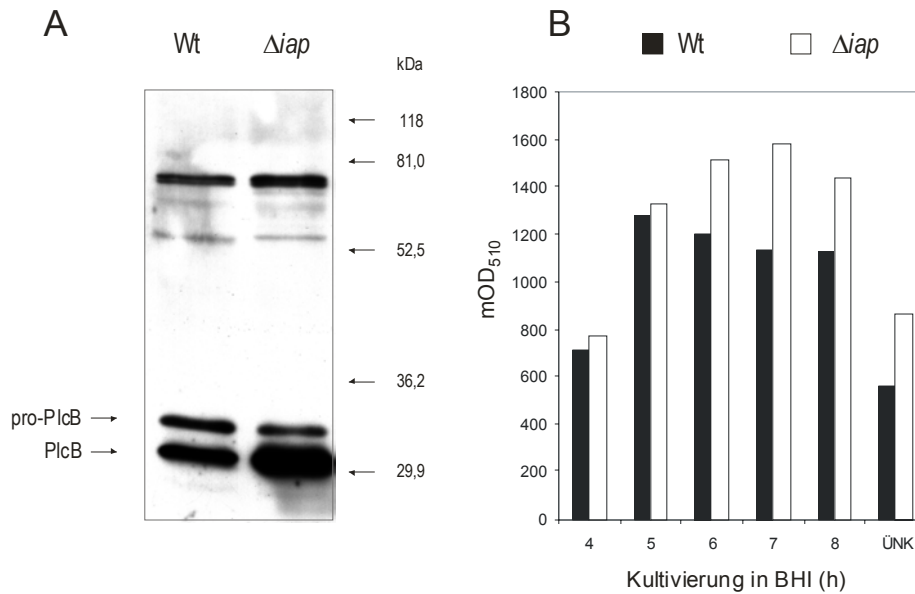 A
Wt Δiap
kDa
118
81,0
52,5
36,2
pro-PlcB
PlcB
29,9
B
Wt Δiap
mOD510
1800
1600
1400
1200
1000
800
600
400
200
0
4 5 6 7 8 ÜNK
Kultivierung in BHI (h)